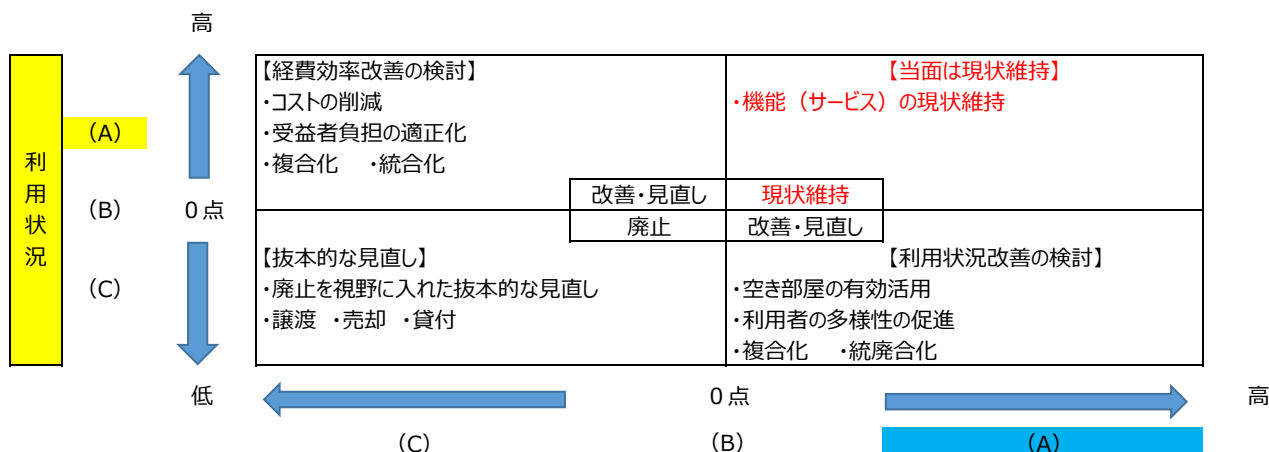 高
【経費効率改善の検討】
・コストの削減
・受益者負担の適正化
・複合化　・統合化
【当面は現状維持】
・機能（サービス）の現状維持
利用状況
（A）
（B）
（C）
0点
改善・見直し
現状維持
廃止
改善・見直し
【抜本的な見直し】
・廃止を視野に入れた抜本的な見直し
・譲渡 ・売却 ・貸付
【利用状況改善の検討】
・空き部屋の有効活用
・利用者の多様性の促進
・複合化　・統廃合化
低
0点
高
（C）
（B）
（A）